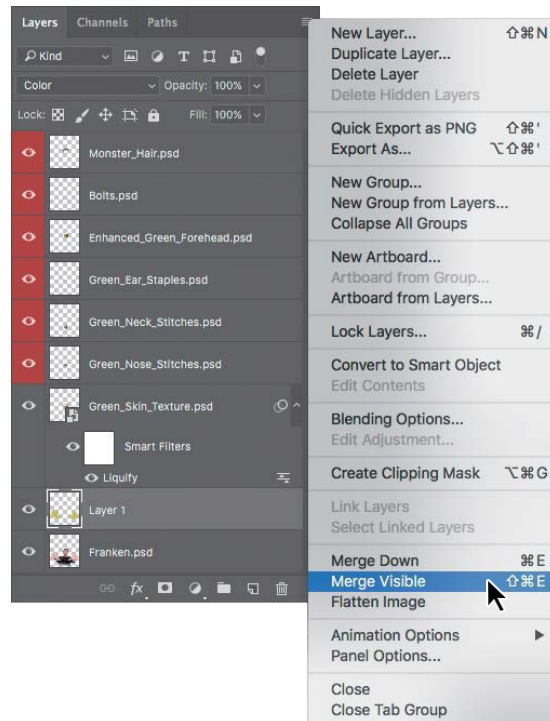 Layers Channels Paths
Kind
Color Opacity: 100%
Lock: Fill: 100%
Monster_Hair.psd
Bolts.psd
Enhanced_Green_Forehead.psd
Green_Ear_Staples.psd
Green_Neck_Stitches.psd
Green_Nose_Stitches.psd
Green_Skin_Texture.psd
Smart Filters
Liquify
Layer 1
Franken.psd
fx
New Layer... ⇧⌘N
Duplicate Layer...
Delete Layer
Delete Hidden Layers
Quick Export as PNG ⇧⌘'
Export As... ⌥⇧⌘'
New Group...
New Group from Layers...
Collapse All Groups
New Artboard...
Artboard from Group...
Artboard from Layers...
Lock Layers... ⌘/
Convert to Smart Object
Edit Contents
Blending Options...
Edit Adjustment...
Create Clipping Mask ⌥⌘G
Link Layers
Select Linked Layers
Merge Down ⌘E
Merge Visible ⇧⌘E
Flatten Image
Animation Options
Panel Options...
Close
Close Tab Group